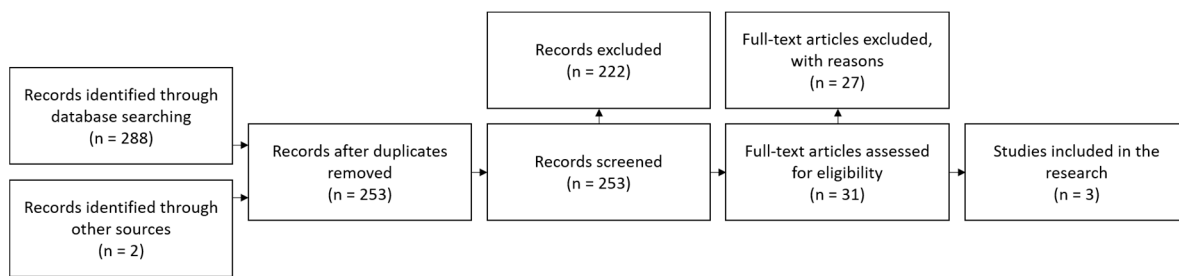 Records identified through
database searching
(n = 288)
Records identified through
other sources
(n = 2)
Records after duplicates
removed
(n = 253)
Records excluded
(n = 222)
Records screened
(n = 253)
Full-text articles excluded,
with reasons
(n = 27)
Full-text articles assessed
for eligibility
(n = 31)
Studies included in the
research
(n = 3)